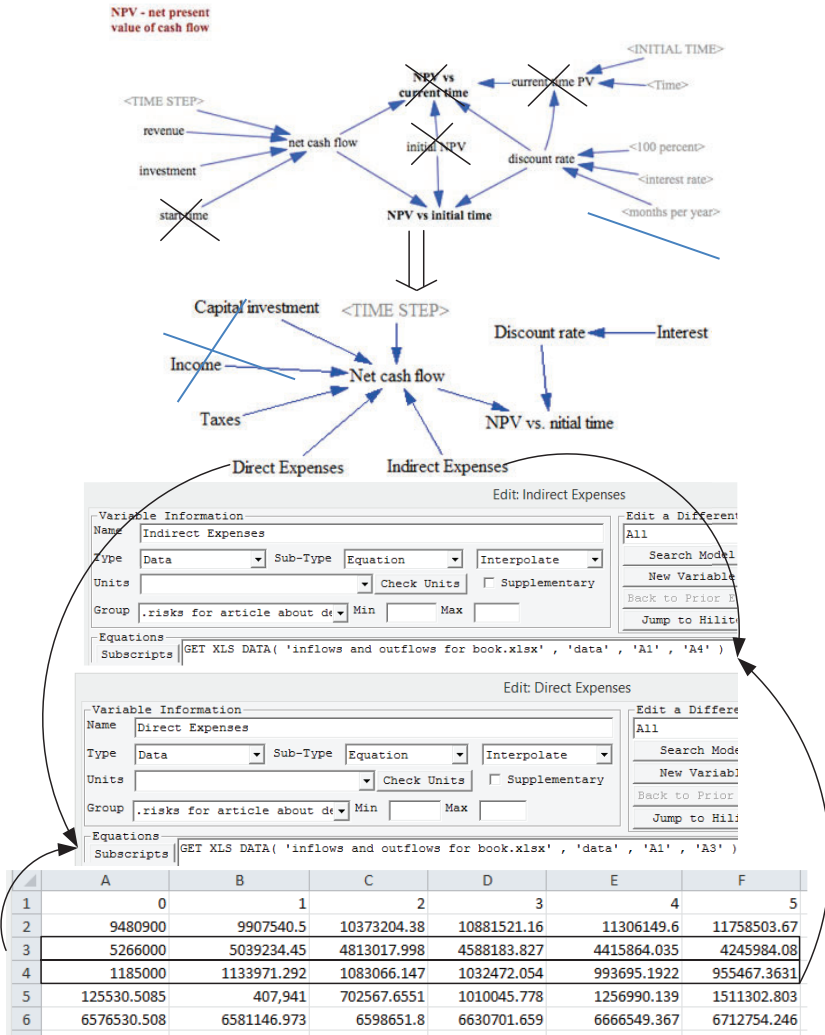 NPV - net present
value of cash flow
<INITIAL TIME>
NPV vs
current time
current time PV
<Time>
<TIME STEP>
revenue
net cash flow
initial NPV
discount rate
<100 percent>
investment
<interest rate>
start time
NPV vs initial time
<months per year>
Capital investment
<TIME STEP>
Discount rate
Interest
Income
Net cash flow
Taxes
NPV vs. nitial time
Direct Expenses
Indirect Expenses
Edit: Indirect Expenses
Variable Information
Edit a Different
Name
Indirect Expenses
All
Type
Data
Sub-Type
Equation
Interpolate
Search Model
New Variable
Units
Check Units
Supplementary
Back to Prior E
Group
.risks for article about de
Min
Max
Jump to Hilit
Equations
Subscripts
GET XLS DATA( 'inflows and outflows for book.xlsx' , 'data' , 'A1' , 'A4' )
Edit: Direct Expenses
Variable Information
Edit a Differe
Name
Direct Expenses
All
Type
Data
Sub-Type
Equation
Interpolate
Search Mode
New Variabl
Units
Check Units
Supplementary
Back to Prior
Group
.risks for article about de
Min
Max
Jump to Hili
Equations
Subscripts
GET XLS DATA( 'inflows and outflows for book.xlsx' , 'data' , 'A1' , 'A3' )
A B C D E F
1 0 1 2 3 4 5
2 9480900 9907540.5 10373204.38 10881521.16 11306149.6 11758503.67
3 5266000 5039234.45 4813017.998 4588183.827 4415864.035 4245984.08
4 1185000 1133971.292 1083066.147 1032472.054 993695.1922 955467.3631
5 125530.5085 407,941 702567.6551 1010045.778 1256990.139 1511302.803
6 6576530.508 6581146.973 6598651.8 6630701.659 6666549.367 6712754.246